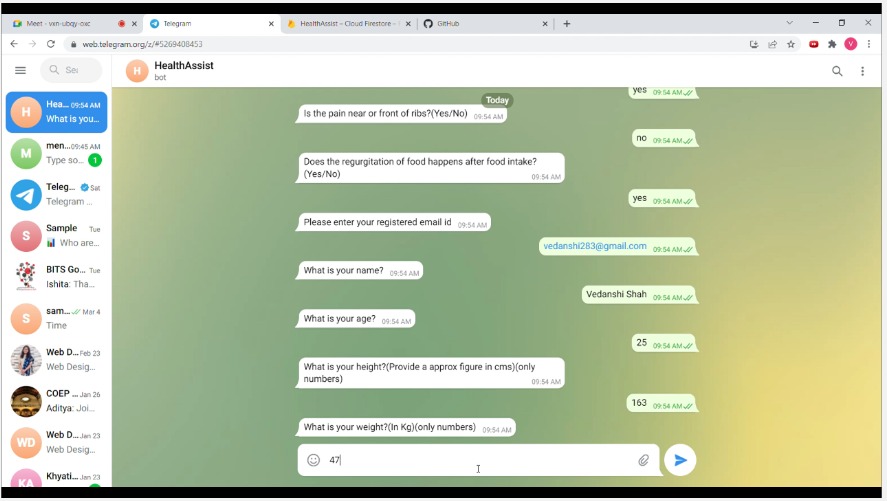 Meet - vxn-ubqy-oxc
Telegram
HealthAssist - Cloud Firestore -
GitHub
web.telegram.org/z/#5269408453
V
Sea
H
HealthAssist
bot
H
Hea... 09:54 AM
What is you...
M
men... 09:45 AM
Type so... 1
Teleg... Sat
Telegram ...
S
Sample Tue
Who are...
BITS Go... Tue
Ishita: Tha...
S
sam... Mar 4
Time
Web D... Feb 23
Web Desig...
COEP ... Jan 26
Aditya: Joi...
WD
Web D... Jan 23
Web Desig...
KA
Khyati Jan 23
yes 09:54 AM
Today
Is the pain near or front of ribs?(Yes/No) 09:54 AM
no 09:54 AM
Does the regurgitation of food happens after food intake?
(Yes/No) 09:54 AM
yes 09:54 AM
Please enter your registered email id 09:54 AM
vedanshi283@gmail.com 09:54 AM
What is your name? 09:54 AM
Vedanshi Shah 09:54 AM
What is your age? 09:54 AM
25 09:54 AM
What is your height?(Provide a approx figure in cms)(only
numbers) 09:54 AM
163 09:54 AM
What is your weight?(In Kg)(only numbers) 09:54 AM
47